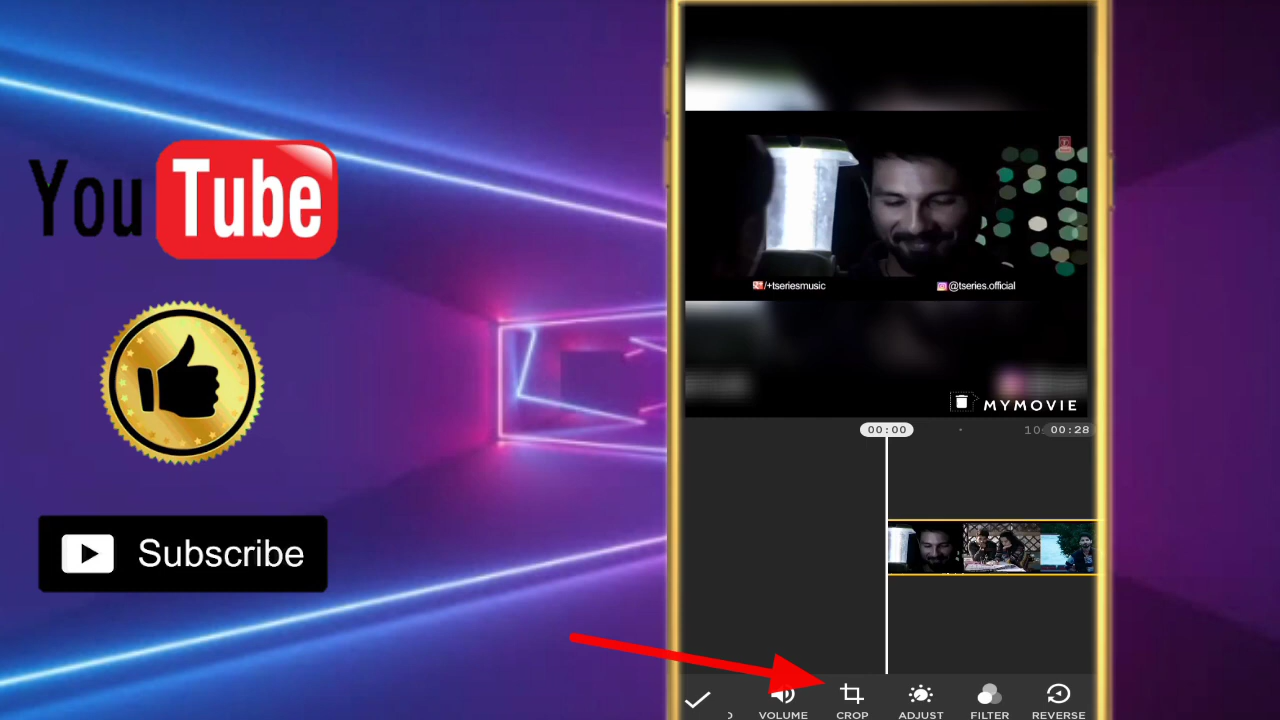 YouTube
Subscribe
/+tseriesmusic
@tseries.official
MYMOVIE
00:00
10
00:28
VOLUME
CROP
ADJUST
FILTER
REVERSE